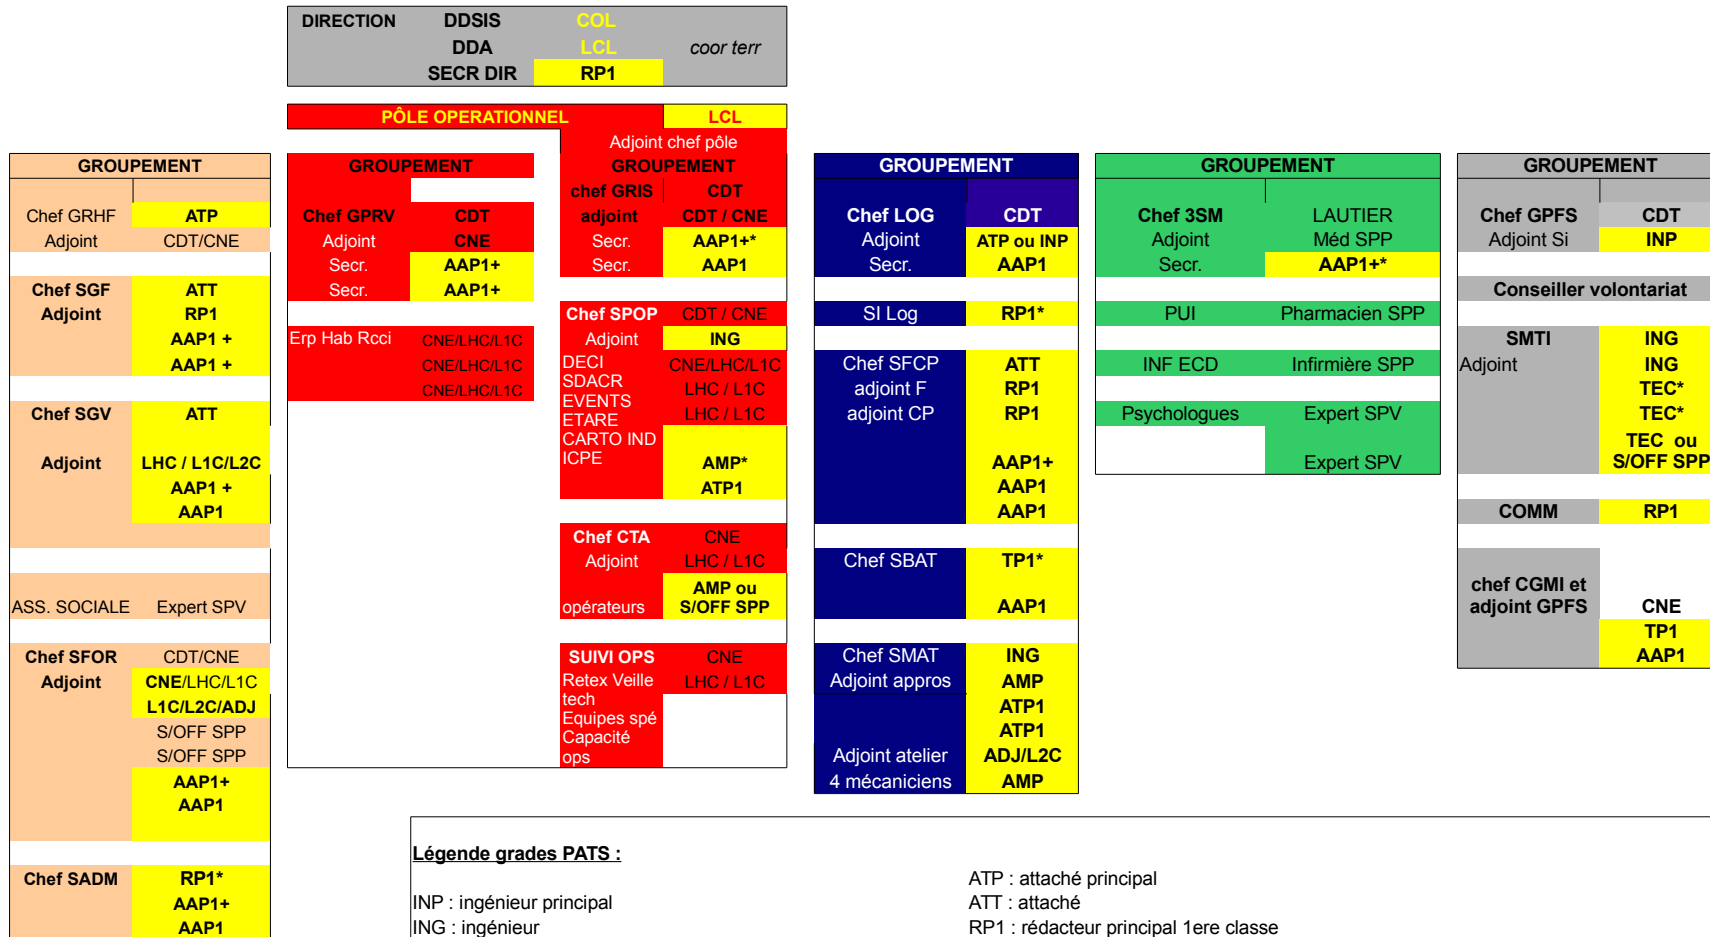 DIRECTION DDSIS COL
DDA LCL coor terr
SECR DIR RP1
PÔLE OPERATIONNEL LCL
Adjoint chef pôle
GROUPEMENT
Chef GRHF ATP
Adjoint CDT/CNE
Chef SGF ATT
Adjoint RP1
AAP1 +
AAP1 +
Chef SGV ATT
Adjoint LHC / L1C/L2C
AAP1 +
AAP1
ASS. SOCIALE Expert SPV
Chef SFOR CDT/CNE
Adjoint CNE/LHC/L1C
L1C/L2C/ADJ
S/OFF SPP
S/OFF SPP
AAP1+
AAP1
Chef SADM RP1*
AAP1+
AAP1
GROUPEMENT
Chef GPRV CDT
Adjoint CNE
Secr. AAP1+
Secr. AAP1+
Erp Hab Rcci CNE/LHC/L1C
CNE/LHC/L1C
CNE/LHC/L1C
GROUPEMENT
chef GRIS CDT
adjoint CDT / CNE
Secr. AAP1+*
Secr. AAP1
Chef SPOP CDT / CNE
Adjoint ING
DECI CNE/LHC/L1C
SDACR LHC / L1C
EVENTS
ETARE LHC / L1C
CARTO IND
ICPE AMP*
ATP1
Chef CTA CNE
Adjoint LHC / L1C
AMP ou
opérateurs S/OFF SPP
SUIVI OPS CNE
Retex Veille LHC / L1C
tech
Equipes spé
Capacité
ops
GROUPEMENT
Chef LOG CDT
Adjoint ATP ou INP
Secr. AAP1
SI Log RP1*
Chef SFCP ATT
adjoint F RP1
adjoint CP RP1
AAP1+
AAP1
AAP1
Chef SBAT TP1*
AAP1
Chef SMAT ING
Adjoint appros AMP
ATP1
ATP1
Adjoint atelier ADJ/L2C
4 mécaniciens AMP
GROUPEMENT
Chef 3SM LAUTIER
Adjoint Méd SPP
Secr. AAP1+*
PUI Pharmacien SPP
INF ECD Infirmière SPP
Psychologues Expert SPV
Expert SPV
GROUPEMENT
Chef GPFS CDT
Adjoint Si INP
Conseiller volontariat
SMTI ING
Adjoint ING
TEC*
TEC*
TEC ou
S/OFF SPP
COMM RP1
chef CGMI et
adjoint GPFS CNE
TP1
AAP1
Légende grades PATS :
ATP : attaché principal
INP : ingénieur principal ATT : attaché
ING : ingénieur RP1 : rédacteur principal 1ere classe